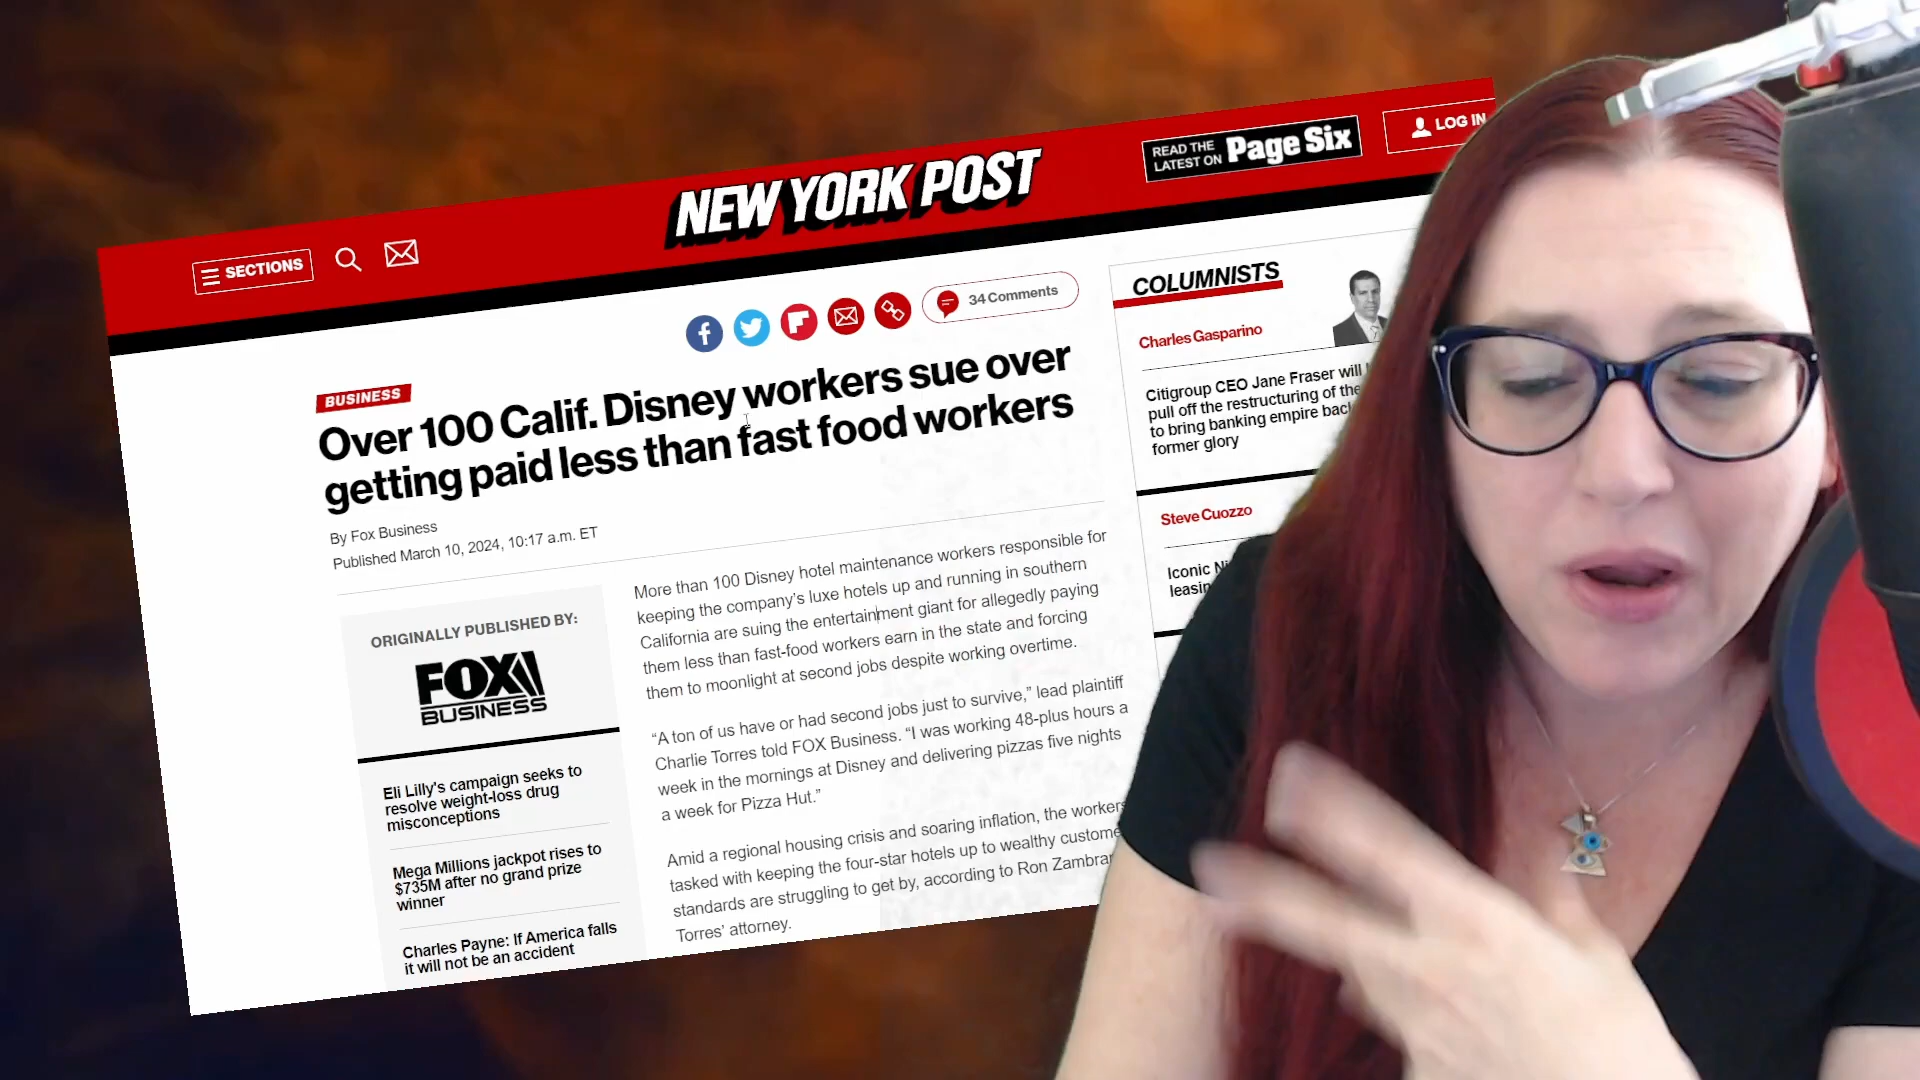 SECTIONS
NEW YORK POST
READ THE
LATEST ON
Page Six
LOG IN
34 Comments
BUSINESS
Over 100 Calif. Disney workers sue over
getting paid less than fast food workers
By Fox Business
Published March 10, 2024, 10:17 a.m. ET
ORIGINALLY PUBLISHED BY:
FOX
BUSINESS
Eli Lilly's campaign seeks to
resolve weight-loss drug
misconceptions
Mega Millions jackpot rises to
$735M after no grand prize
winner
Charles Payne: If America falls
it will not be an accident
More than 100 Disney hotel maintenance workers responsible for
keeping the company's luxe hotels up and running in southern
California are suing the entertainment giant for allegedly paying
them less than fast-food workers earn in the state and forcing
them to moonlight at second jobs despite working overtime.
“A ton of us have or had second jobs just to survive,” lead plaintiff
Charlie Torres told FOX Business. “I was working 48-plus hours a
week in the mornings at Disney and delivering pizzas five nights
a week for Pizza Hut.”
Amid a regional housing crisis and soaring inflation, the workers
tasked with keeping the four-star hotels up to wealthy
standards are struggling to get by, according to Ron
Torres’ attorney.
COLUMNISTS
Charles Gasparino
Citigroup CEO Jane Fraser will
pull off the restructuring of the
to bring banking empire
former glory
Steve Cuozzo
Iconic